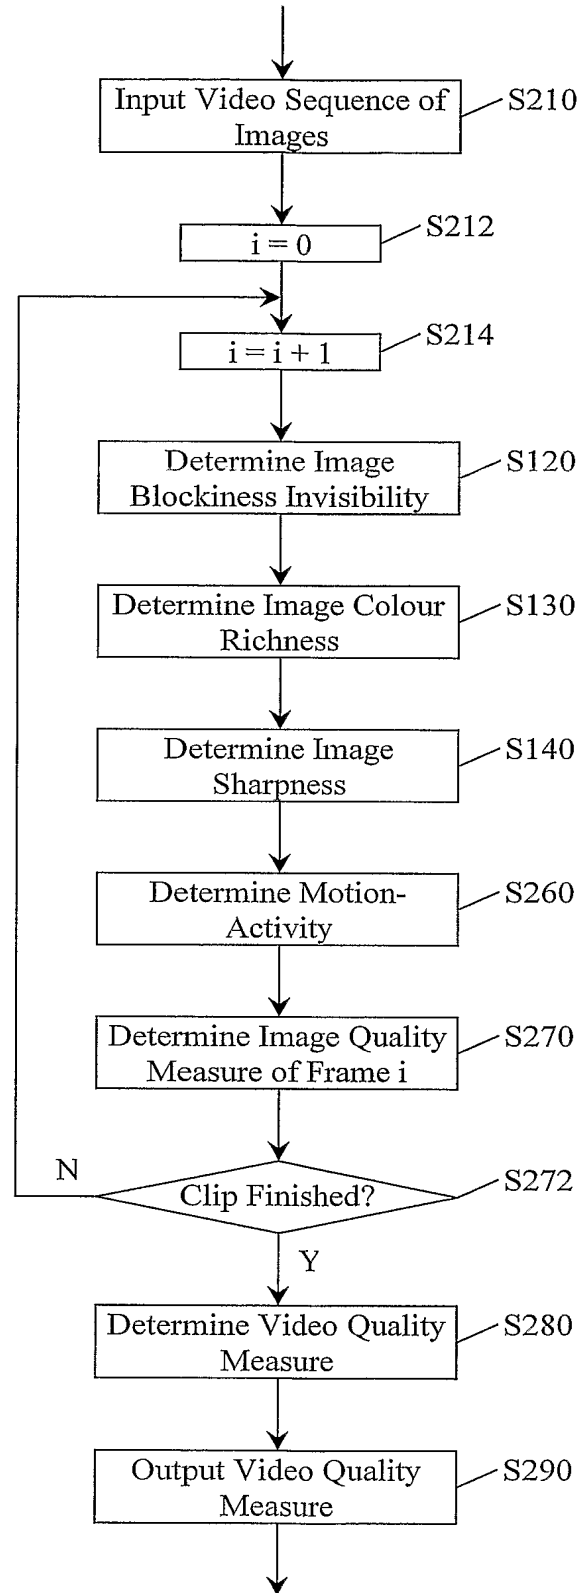 Input Video Sequence of
Images
S210
i = 0
S212
i = i + 1
S214
Determine Image
Blockiness Invisibility
S120
Determine Image Colour
Richness
S130
Determine Image
Sharpness
S140
Determine Motion-
Activity
S260
Determine Image Quality
Measure of Frame i
S270
N
Clip Finished?
S272
Y
Determine Video Quality
Measure
S280
Output Video Quality
Measure
S290